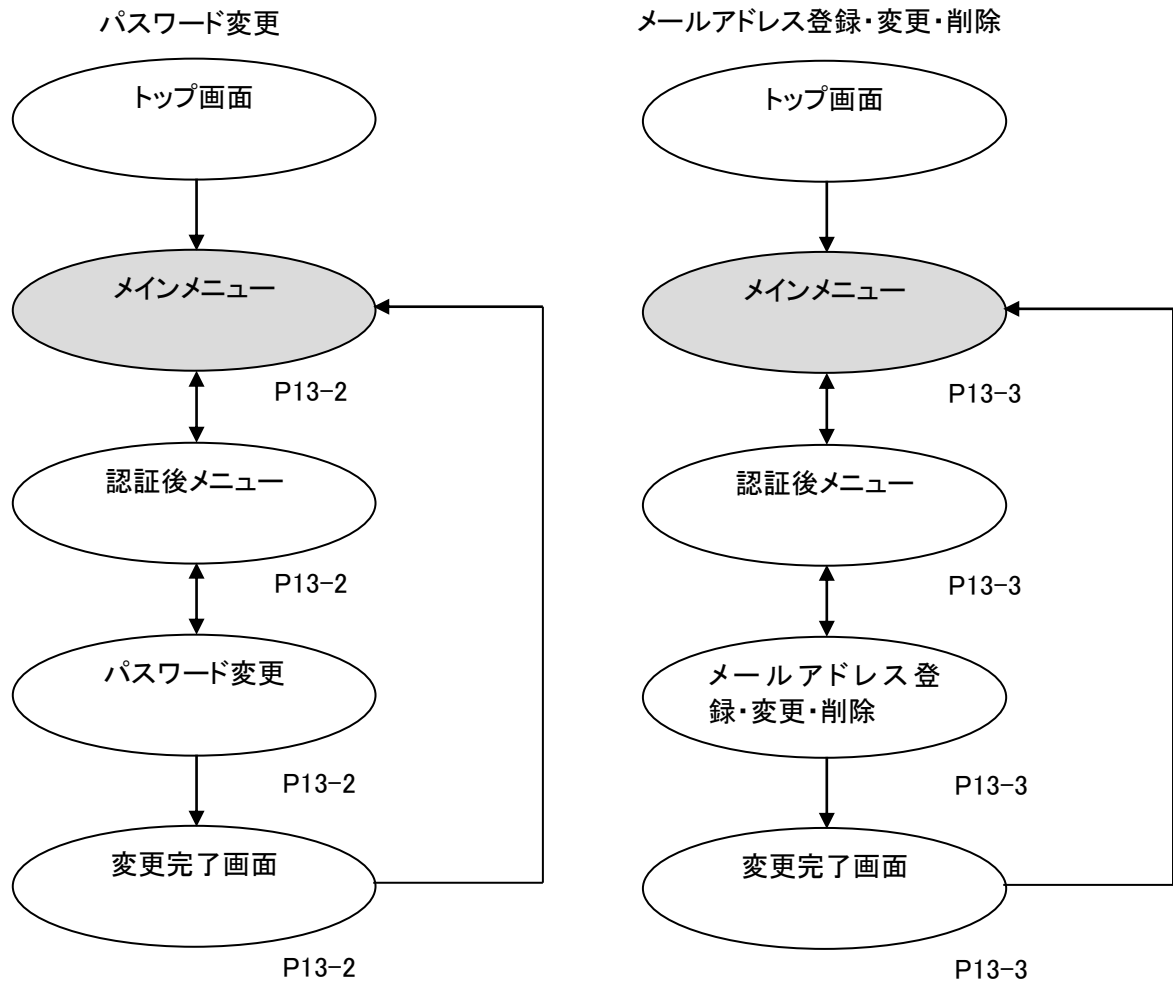 パスワード変更
トップ画面
メインメニュー
P13-2
認証後メニュー
P13-2
パスワード変更
P13-2
変更完了画面
P13-2
メールアドレス登録・変更・削除
トップ画面
メインメニュー
P13-3
認証後メニュー
P13-3
メールアドレス登
録・変更・削除
P13-3
変更完了画面
P13-3